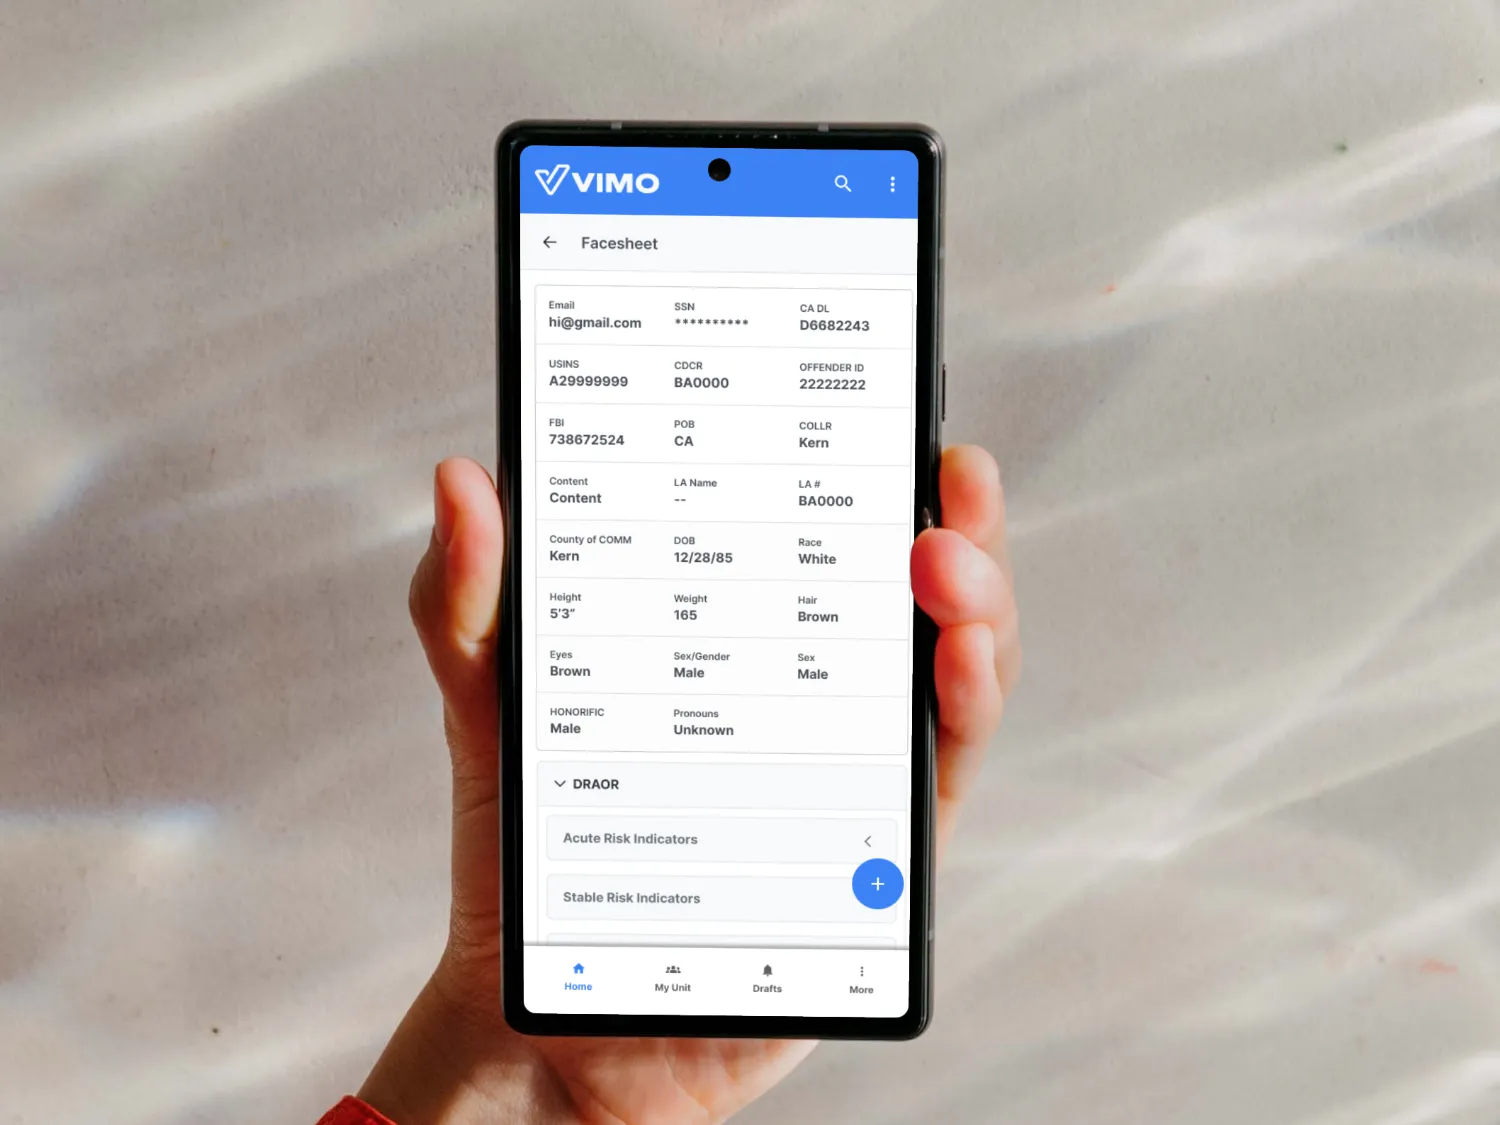 VIMO
Facesheet
Email SSN CA DL
hi@gmail.com ********** D6682243
USINS CDCR OFFENDER ID
A29999999 BA0000 22222222
FBI POB COLLR
738672524 CA Kern
Content LA Name LA #
Content -- BA0000
County of COMM DOB Race
Kern 12/28/85 White
Height Weight Hair
5'3" 165 Brown
Eyes Sex/Gender Sex
Brown Male Male
HONORIFIC Pronouns
Male Unknown
DRAOR
Acute Risk Indicators
Stable Risk Indicators
Home My Unit Drafts More